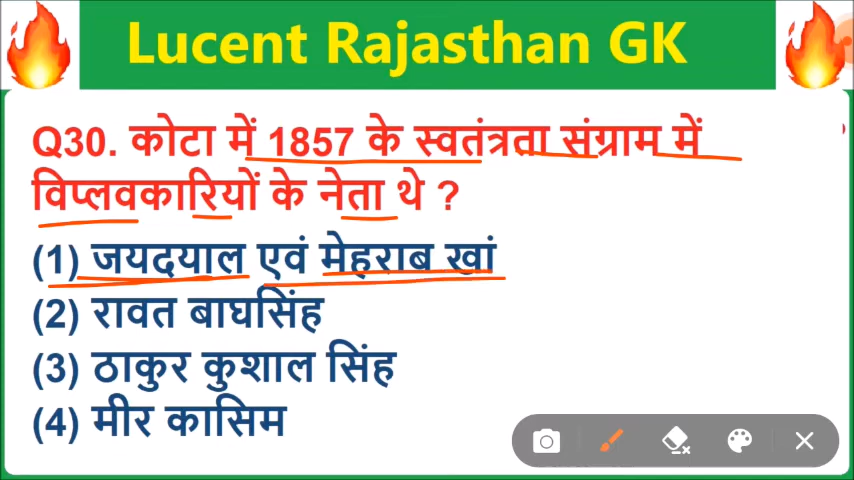 Lucent Rajasthan GK
Q30. कोटा में 1857 के स्वतंत्रता संग्राम में
विप्लवकारियों के नेता थे ?
(1) जयदयाल एवं मेहराब खां
(2) रावत बाघसिंह
(3) ठाकुर कुशाल सिंह
(4) मीर कासिम